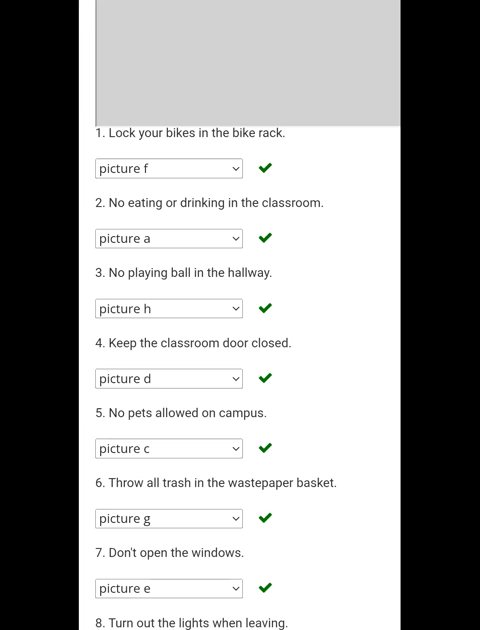 1. Lock your bikes in the bike rack.
picture f
2. No eating or drinking in the classroom.
picture a
3. No playing ball in the hallway.
picture h
4. Keep the classroom door closed.
picture d
5. No pets allowed on campus.
picture c
6. Throw all trash in the wastepaper basket.
picture g
7. Don't open the windows.
picture e
8. Turn out the lights when leaving.